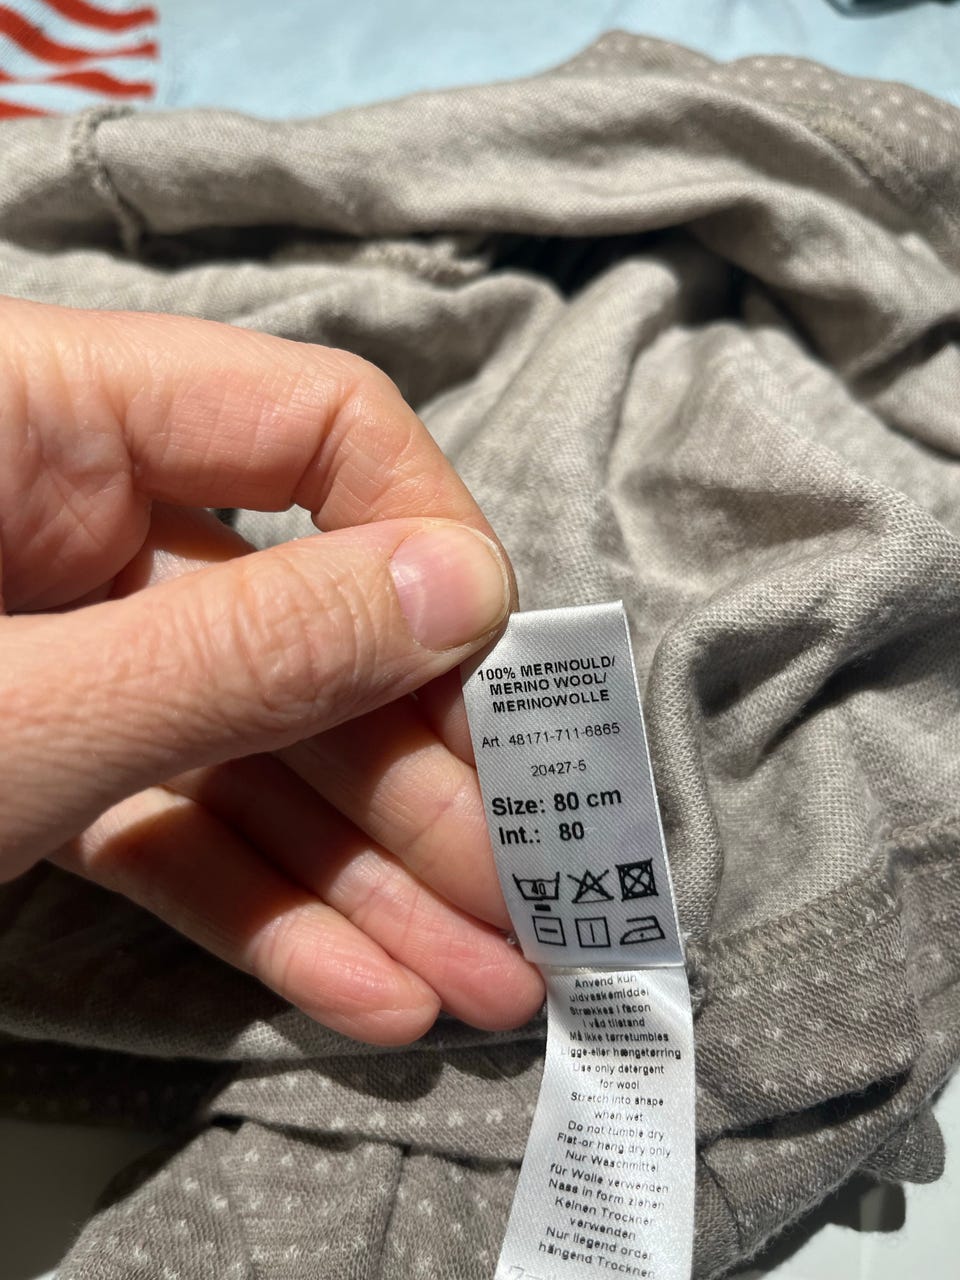 100% MERINOULD/
MERINO WOOL/
MERINOWOLLE
Art. 48171-711-6865
20427-5
Size: 80 cm
Int.: 80
40
Anvend kun
uldvaskemiddel
Strækkes i facon
i våd tilstand
Må ikke tørretumbles
Ligge-eller hængetørring
Use only detergent
for wool
Stretch into shape
when wet
Do not tumble dry
Flat-or hang dry only
Nur Waschmittel
für Wolle verwenden
Nass in form ziehen
Keinen Trockner
verwenden
Nur liegend oder
hängend Trocknen